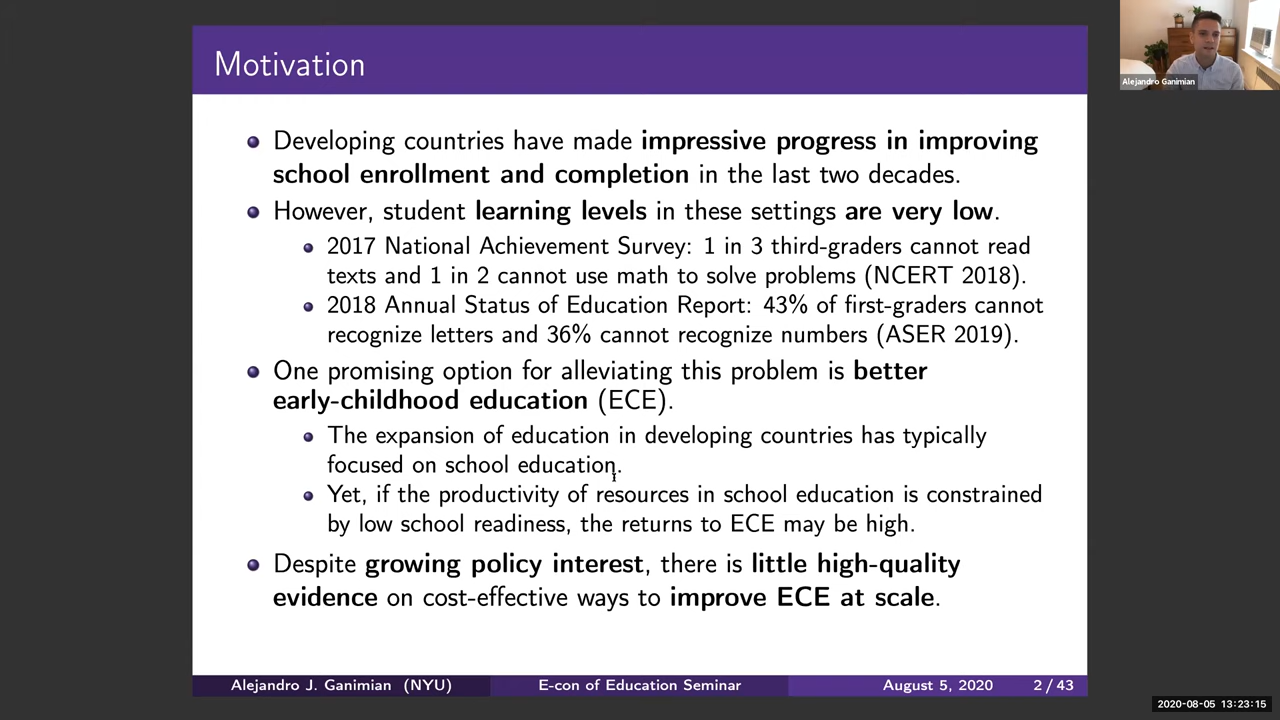 Motivation
Alejandro Ganimian
Developing countries have made impressive progress in improving
school enrollment and completion in the last two decades.
However, student learning levels in these settings are very low.
2017 National Achievement Survey: 1 in 3 third-graders cannot read
texts and 1 in 2 cannot use math to solve problems (NCERT 2018).
2018 Annual Status of Education Report: 43% of first-graders cannot
recognize letters and 36% cannot recognize numbers (ASER 2019).
One promising option for alleviating this problem is better
early-childhood education (ECE).
The expansion of education in developing countries has typically
focused on school education.
Yet, if the productivity of resources in school education is constrained
by low school readiness, the returns to ECE may be high.
Despite growing policy interest, there is little high-quality
evidence on cost-effective ways to improve ECE at scale.
Alejandro J. Ganimian (NYU) E-con of Education Seminar August 5, 2020 2 / 43
2020-08-05 13:23:15